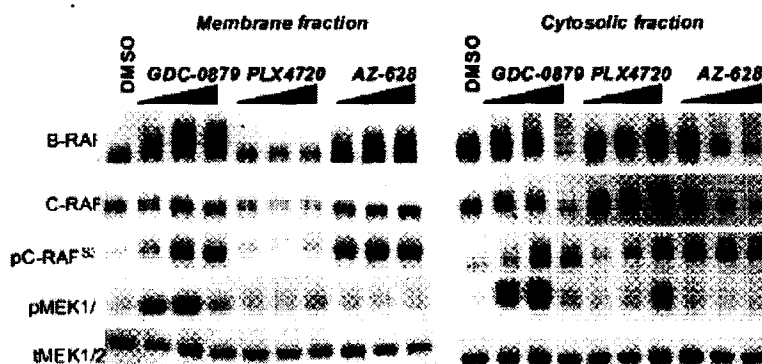 Membrane fraction
Cytosolic fraction
DMSO
GDC-0879 PLX4720 AZ-628
DMSO
GDC-0879 PLX4720 AZ-628
B-RAF
C-RAF
pC-RAF
pMEK1/
tMEK1/2